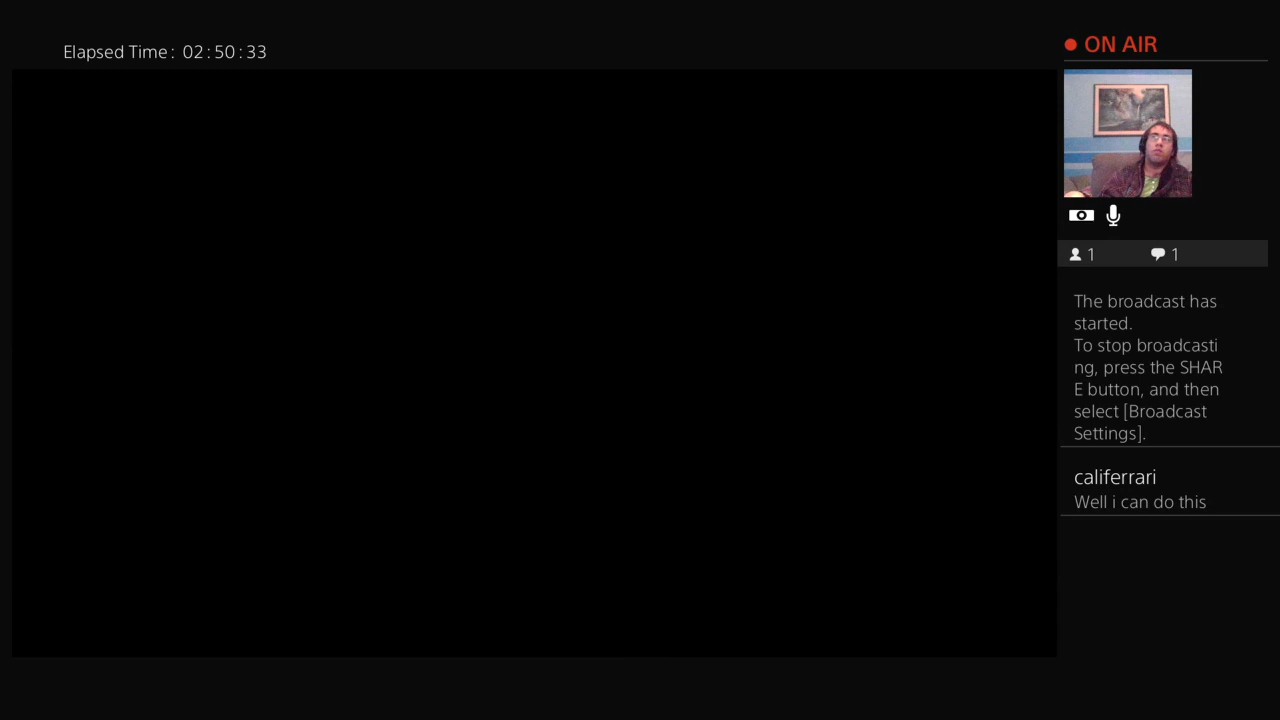 Elapsed Time: 02:50:33
ON AIR
1 1
The broadcast has
started.
To stop broadcasti
ng, press the SHAR
E button, and then
select [Broadcast
Settings].
califerrari
Well i can do this